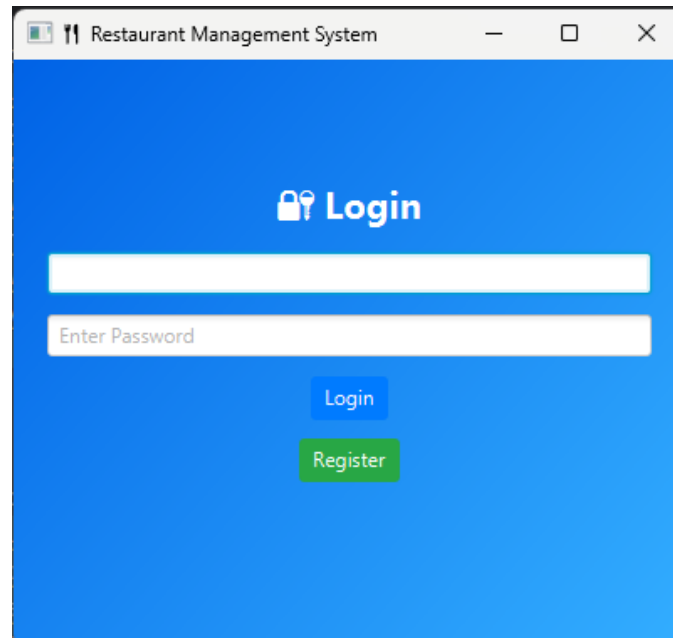 Restaurant Management System
Login
Enter Password
Login
Register